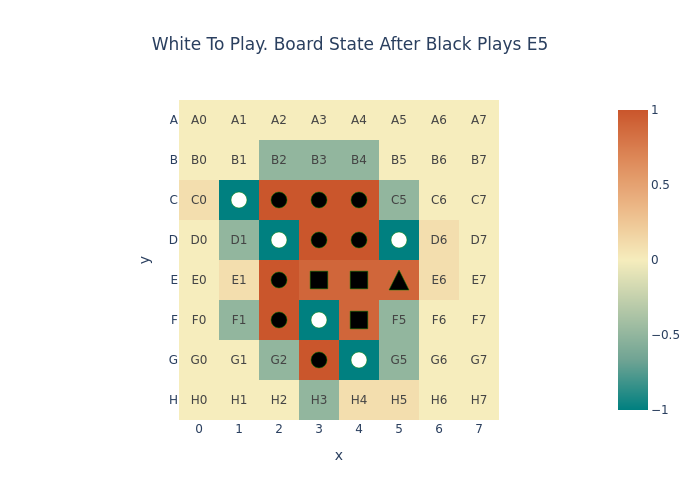 White To Play. Board State After Black Plays E5
A A0 A1 A2 A3 A4 A5 A6 A7
B B0 B1 B2 B3 B4 B5 B6 B7
C C0 C5 C6 C7
D D0 D1 D6 D7
E E0 E1 E6 E7
F F0 F1 F5 F6 F7
G G0 G1 G2 G5 G6 G7
H H0 H1 H2 H3 H4 H5 H6 H7
0 1 2 3 4 5 6 7
x
y
1
0.5
0
−0.5
−1